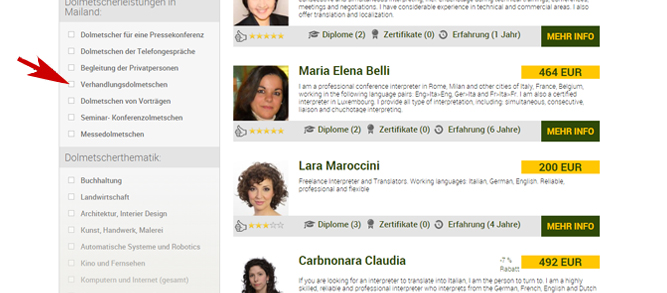 Dolmetscherleistungen in
Mailand:
Dolmetscher für eine Pressekonferenz
Dolmetschen der Telefongespräche
Begleitung der Privatpersonen
Verhandlungsdolmetschen
Dolmetschen von Vorträgen
Seminar- Konferenzolmetschen
Messedolmetschen
Dolmetscherthematik:
Buchhaltung
Landwirtschaft
Architektur, Interier Design
Kunst, Handwerk, Malerei
Automatische Systeme und Robotics
Kino und Fernsehen
Komputern und Internet (gesamt)
meetings and negotiations. I have considerable experience in technical and commercial areas. I also
offer translation and localization.
Diplome (2) Zertifikate (0) Erfahrung (1 Jahr) MEHR INFO
Maria Elena Belli 464 EUR
I am a professional conference interpreter in Rome, Milan and other cities of Italy, France, Belgium,
working in the following language pairs. Eng>Ita>Eng, Ger>Ita and Fr>Ita>Fr. I am also a certified
interpreter in Luxembourg. I provide all type of interpretation, including: simultaneous, consecutive,
liaison and chuchotage interpreting.
Diplome (2) Zertifikate (0) Erfahrung (6 Jahre) MEHR INFO
Lara Maroccini 200 EUR
Freelance Interpreter and Translators. Working languages: Italian, German, English. Reliable,
professional and flexible
Diplome (3) Zertifikate (0) Erfahrung (4 Jahre) MEHR INFO
Carbnonara Claudia -7 % Rabatt 492 EUR
If you are looking for an interpreter to translate into Italian, I am the person to turn to. I am a highly
skilled, reliable and professional interpreter who interprets from the German, French, English and Dutch